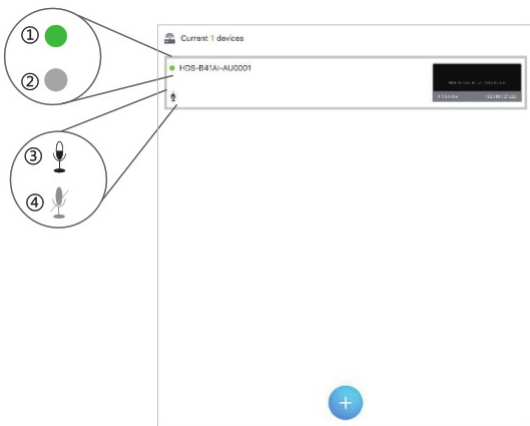 ①
②
Current 1 devices
HDS-B41AI-AU0001
③
④
+